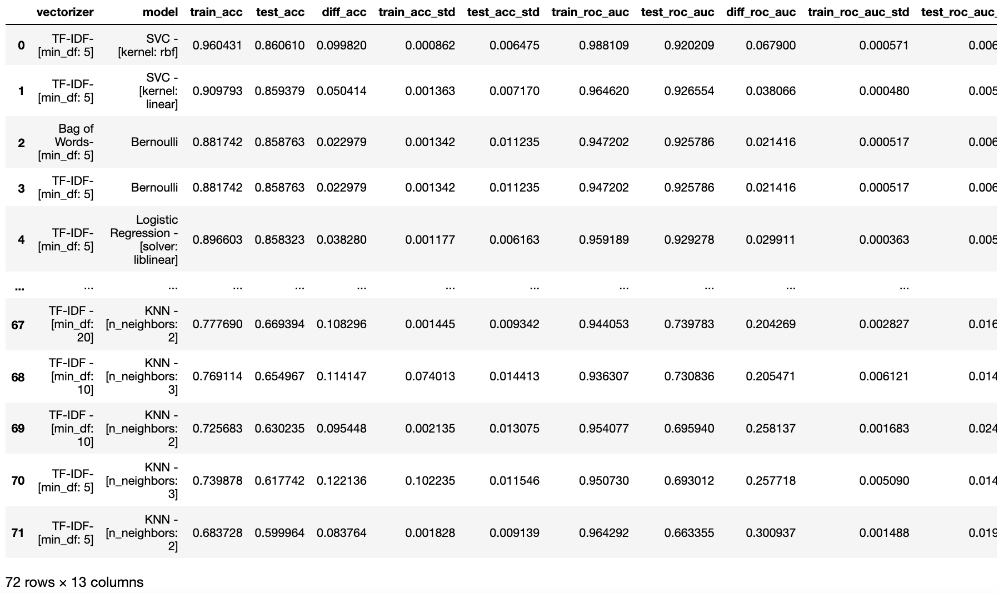 vectorizer model train_acc test_acc diff_acc train_acc_std test_acc_std train_roc_auc test_roc_auc diff_roc_auc train_roc_auc_std test_roc_auc_
0 TF-IDF- [min_df: 5] SVC - [kernel: rbf] 0.960431 0.860610 0.099820 0.000862 0.006475 0.988109 0.920209 0.067900 0.000571 0.006
1 TF-IDF- [min_df: 5] SVC - [kernel: linear] 0.909793 0.859379 0.050414 0.001363 0.007170 0.964620 0.926554 0.038066 0.000480 0.005
2 Bag of Words- [min_df: 5] Bernoulli 0.881742 0.858763 0.022979 0.001342 0.011235 0.947202 0.925786 0.021416 0.000517 0.006
3 TF-IDF- [min_df: 5] Bernoulli 0.881742 0.858763 0.022979 0.001342 0.011235 0.947202 0.925786 0.021416 0.000517 0.006
4 TF-IDF- [min_df: 5] Logistic Regression - [solver: liblinear] 0.896603 0.858323 0.038280 0.001177 0.006163 0.959189 0.929278 0.029911 0.000363 0.005
... ... ... ... ... ... ... ... ... ... ... ...
67 TF-IDF - [min_df: 20] KNN - [n_neighbors: 2] 0.777690 0.669394 0.108296 0.001445 0.009342 0.944053 0.739783 0.204269 0.002827 0.016
68 TF-IDF - [min_df: 10] KNN - [n_neighbors: 3] 0.769114 0.654967 0.114147 0.074013 0.014413 0.936307 0.730836 0.205471 0.006121 0.014
69 TF-IDF - [min_df: 10] KNN - [n_neighbors: 2] 0.725683 0.630235 0.095448 0.002135 0.013075 0.954077 0.695940 0.258137 0.001683 0.024
70 TF-IDF- [min_df: 5] KNN - [n_neighbors: 3] 0.739878 0.617742 0.122136 0.102235 0.011546 0.950730 0.693012 0.257718 0.005090 0.014
71 TF-IDF- [min_df: 5] KNN - [n_neighbors: 2] 0.683728 0.599964 0.083764 0.001828 0.009139 0.964292 0.663355 0.300937 0.001488 0.019
72 rows × 13 columns